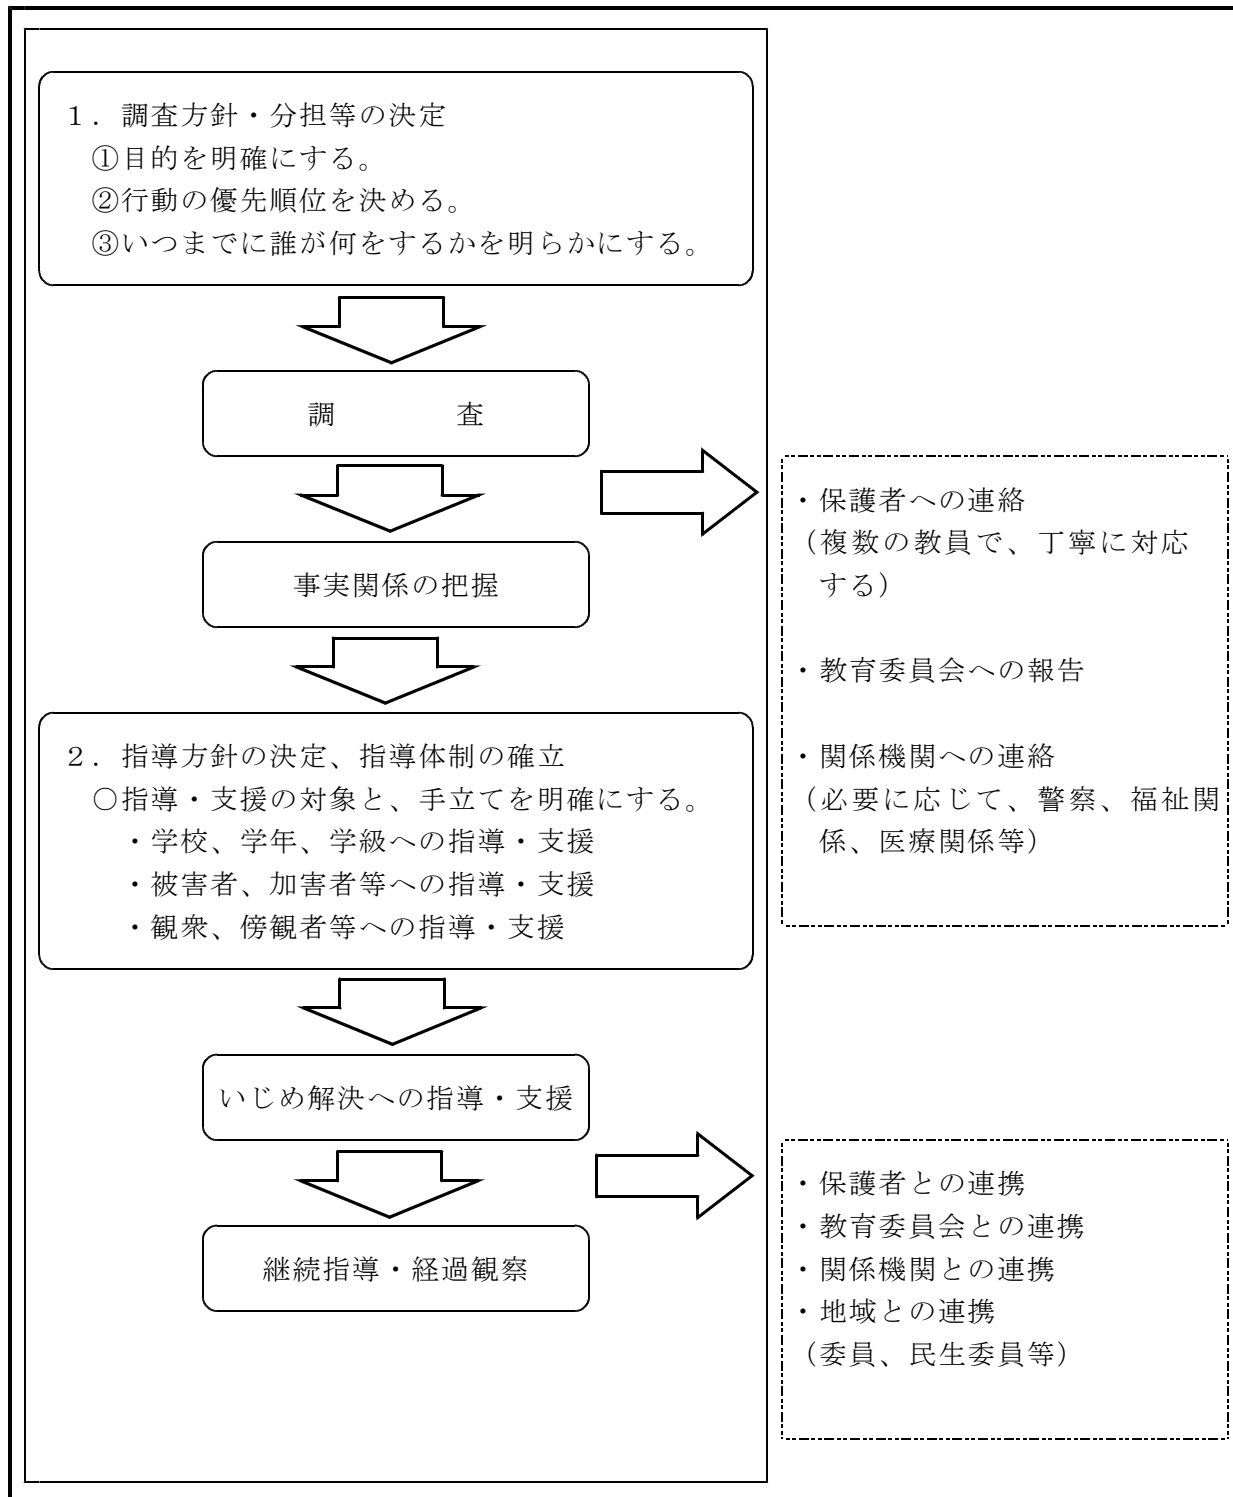 １．調査方針・分担等の決定
①目的を明確にする。
②行動の優先順位を決める。
③いつまでに誰が何をするかを明らかにする。
調　　　　査
・保護者への連絡
（複数の教員で、丁寧に対応
する）
事実関係の把握
・教育委員会への報告
２．指導方針の決定、指導体制の確立
○指導・支援の対象と、手立てを明確にする。
・学校、学年、学級への指導・支援
・被害者、加害者等への指導・支援
・観衆、傍観者等への指導・支援
・関係機関への連絡
（必要に応じて、警察、福祉関
係、医療関係等）
いじめ解決への指導・支援
継続指導・経過観察
・保護者との連携
・教育委員会との連携
・関係機関との連携
・地域との連携
（委員、民生委員等）